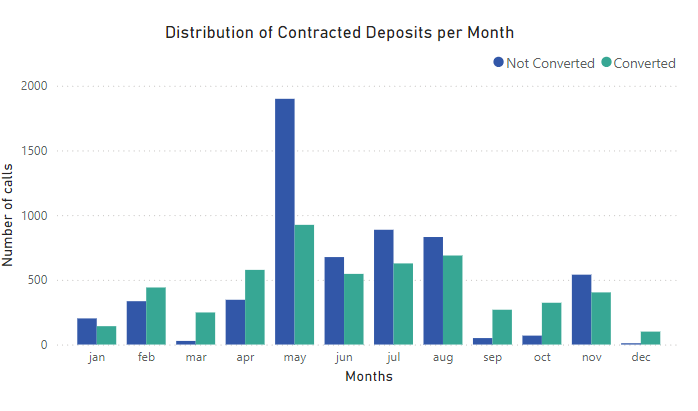 Distribution of Contracted Deposits per Month
Not Converted Converted
Number of calls
2000
1500
1000
500
0
jan feb mar apr may jun jul aug sep oct nov dec
Months